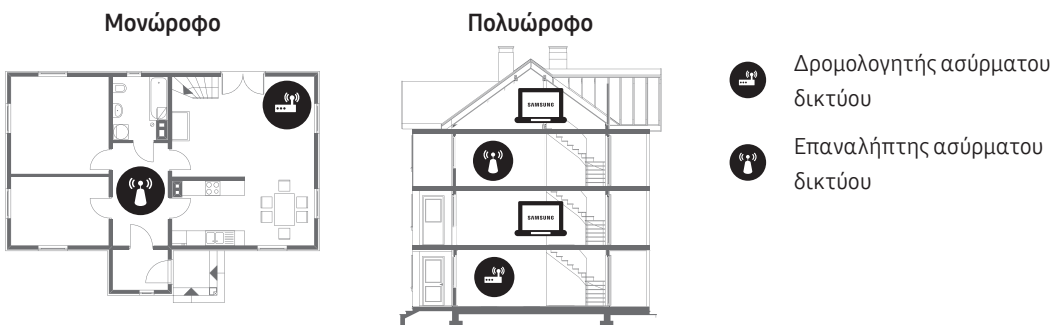 Μονώροφο
Πολυώροφο
SAMSUNG
SAMSUNG
Δρομολογητής ασύρματου
δικτύου
Επαναλήπτης ασύρματου
δικτύου